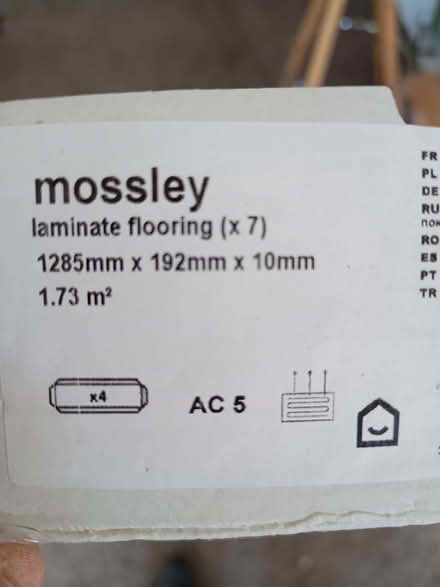 mossley
laminate flooring (x 7)
1285mm x 192mm x 10mm
1.73 m²
x4
AC 5
FR
PL
DE
RU
RO
ES
PT
TR